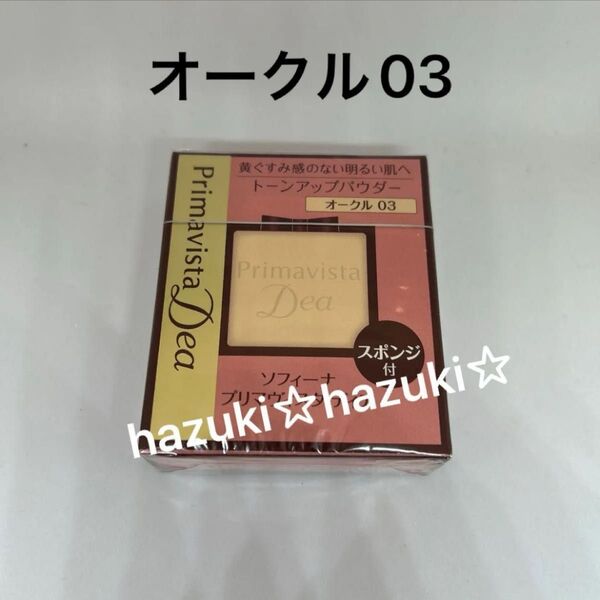 オークル03
黄ぐすみ感のない明るい肌へ
トーンアップパウダー
オークル 03
Primavista
Dea
Primavista
Dea
スポンジ
付
ソフィーナ
hazuki☆hazuki☆